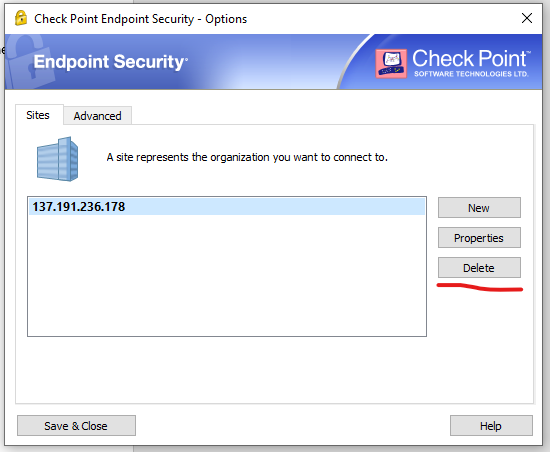 Check Point Endpoint Security - Options
Endpoint Security
Check Point™
SOFTWARE TECHNOLOGIES LTD.
Sites
Advanced
A site represents the organization you want to connect to.
137.191.236.178
New
Properties
Delete
Save & Close
Help